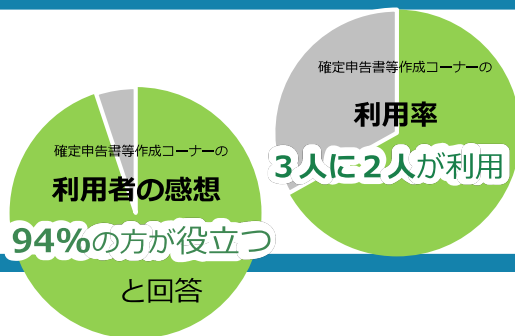 確定申告書等作成コーナーの
利用率
3人に2人が利用
確定申告書等作成コーナーの
利用者の感想
94%の方が役立つ
と回答